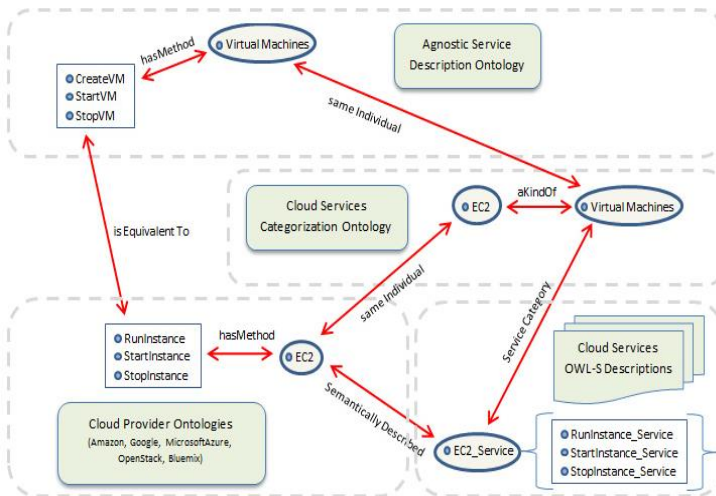 hasMethod
Virtual Machines
Agnostic Service
Description Ontology
CreateVM
StartVM
StopVM
same Individual
Cloud Services
Categorization Ontology
EC2
aKindOf
Virtual Machines
is Equivalent To
same Individual
Service Category
RunInstance
StartInstance
StopInstance
hasMethod
EC2
Cloud Services
OWL-S Descriptions
Semantically Described
Cloud Provider Ontologies
(Amazon, Google, MicrosoftAzure,
OpenStack, Bluemix)
EC2_Service
RunInstance_Service
StartInstance_Service
StopInstance_Service